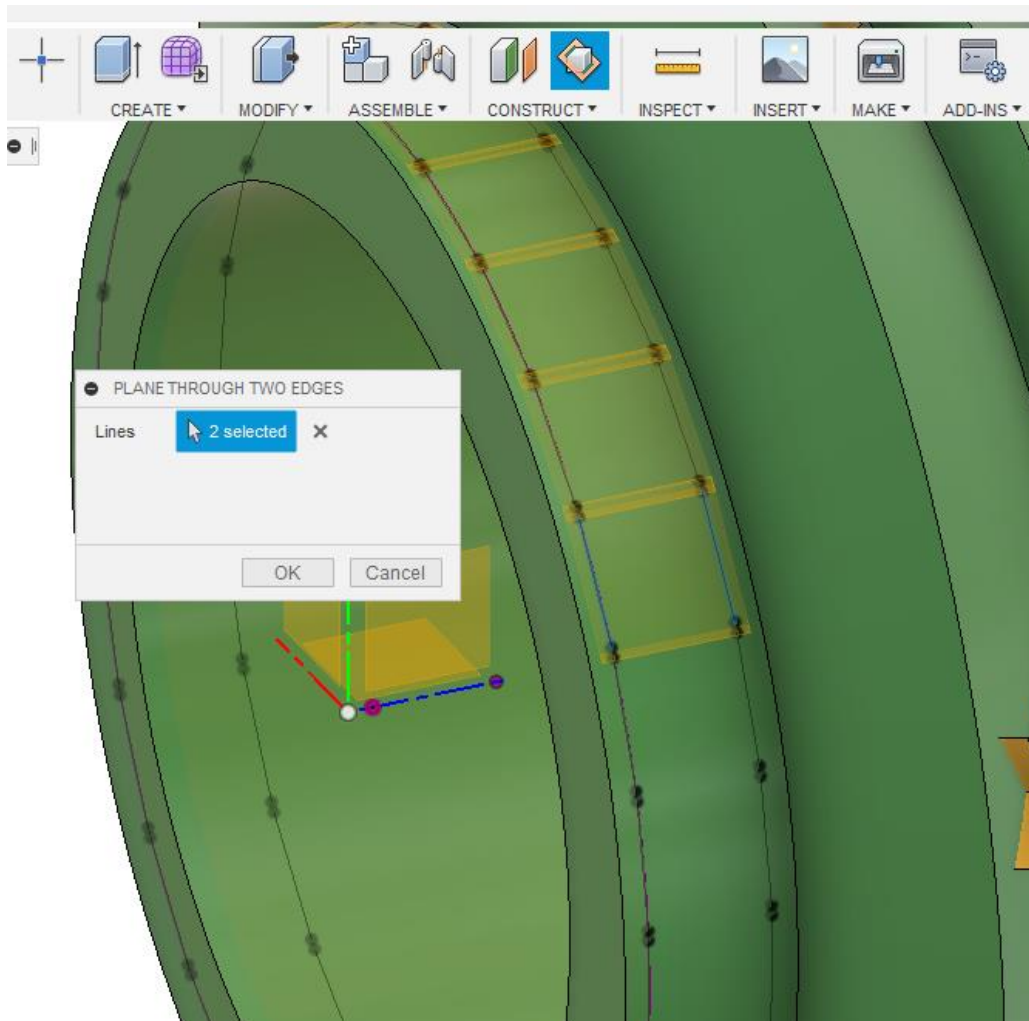 CREATE ▾ MODIFY ▾ ASSEMBLE ▾ CONSTRUCT ▾ INSPECT ▾ INSERT ▾ MAKE ▾ ADD-INS ▾
PLANE THROUGH TWO EDGES
Lines 2 selected
OK Cancel